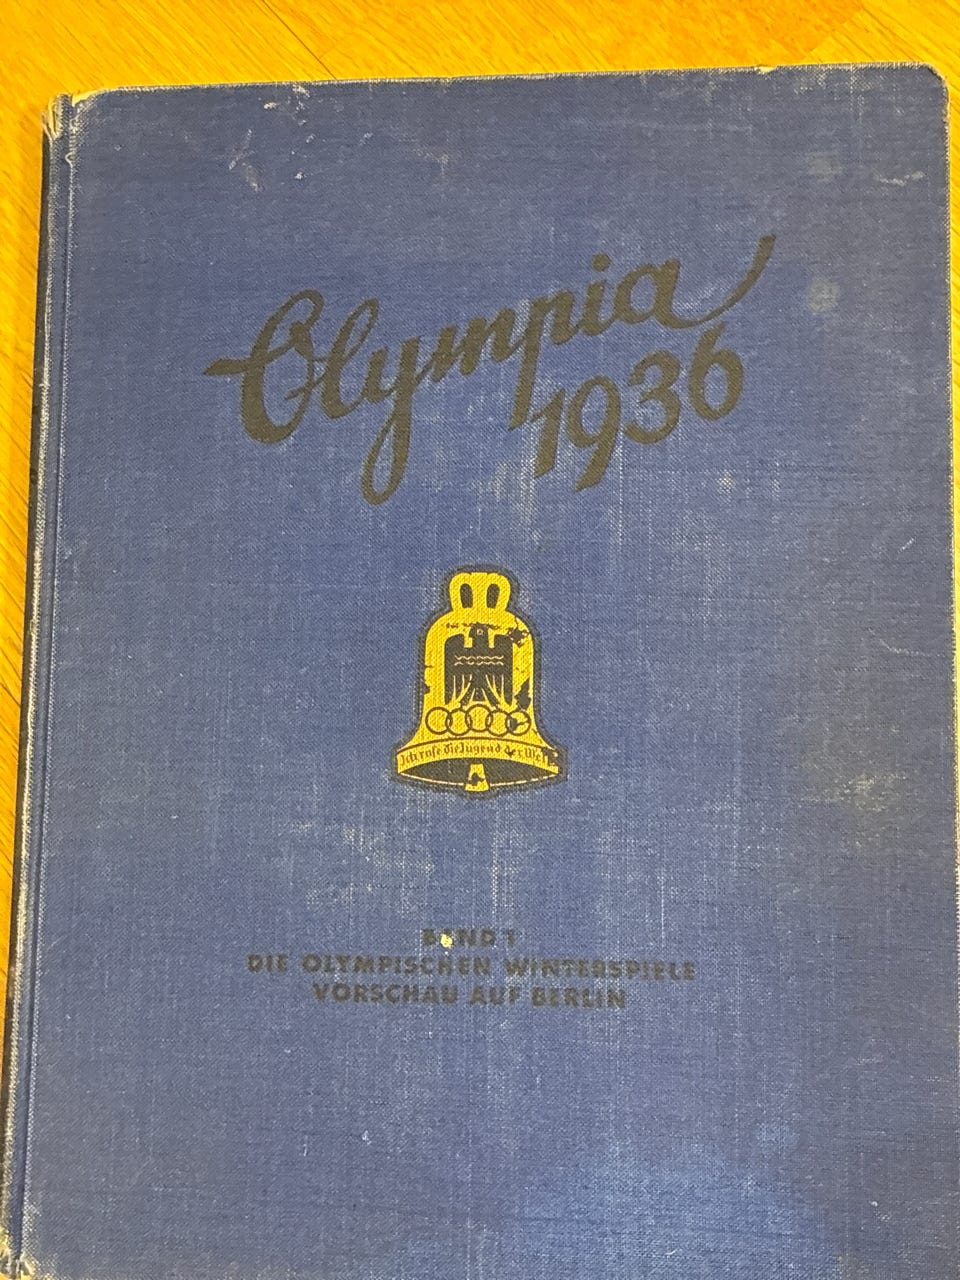 Olympia
1936
Ich rufe die Jugend der Welt
BAND 1
DIE OLYMPISCHEN WINTERSPIELE
VORSCHAU AUF BERLIN